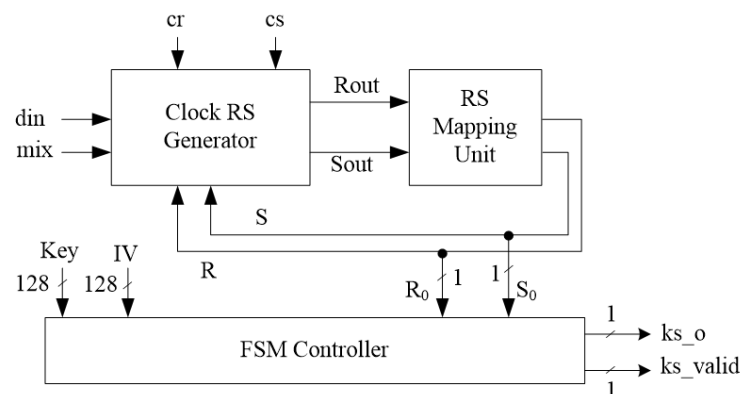 cr
cs
din
mix
Clock RS
Generator
Rout
Sout
RS
Mapping
Unit
S
R
Key
IV
128
128
R0
1
1
S0
FSM Controller
1
ks_o
ks_valid
1